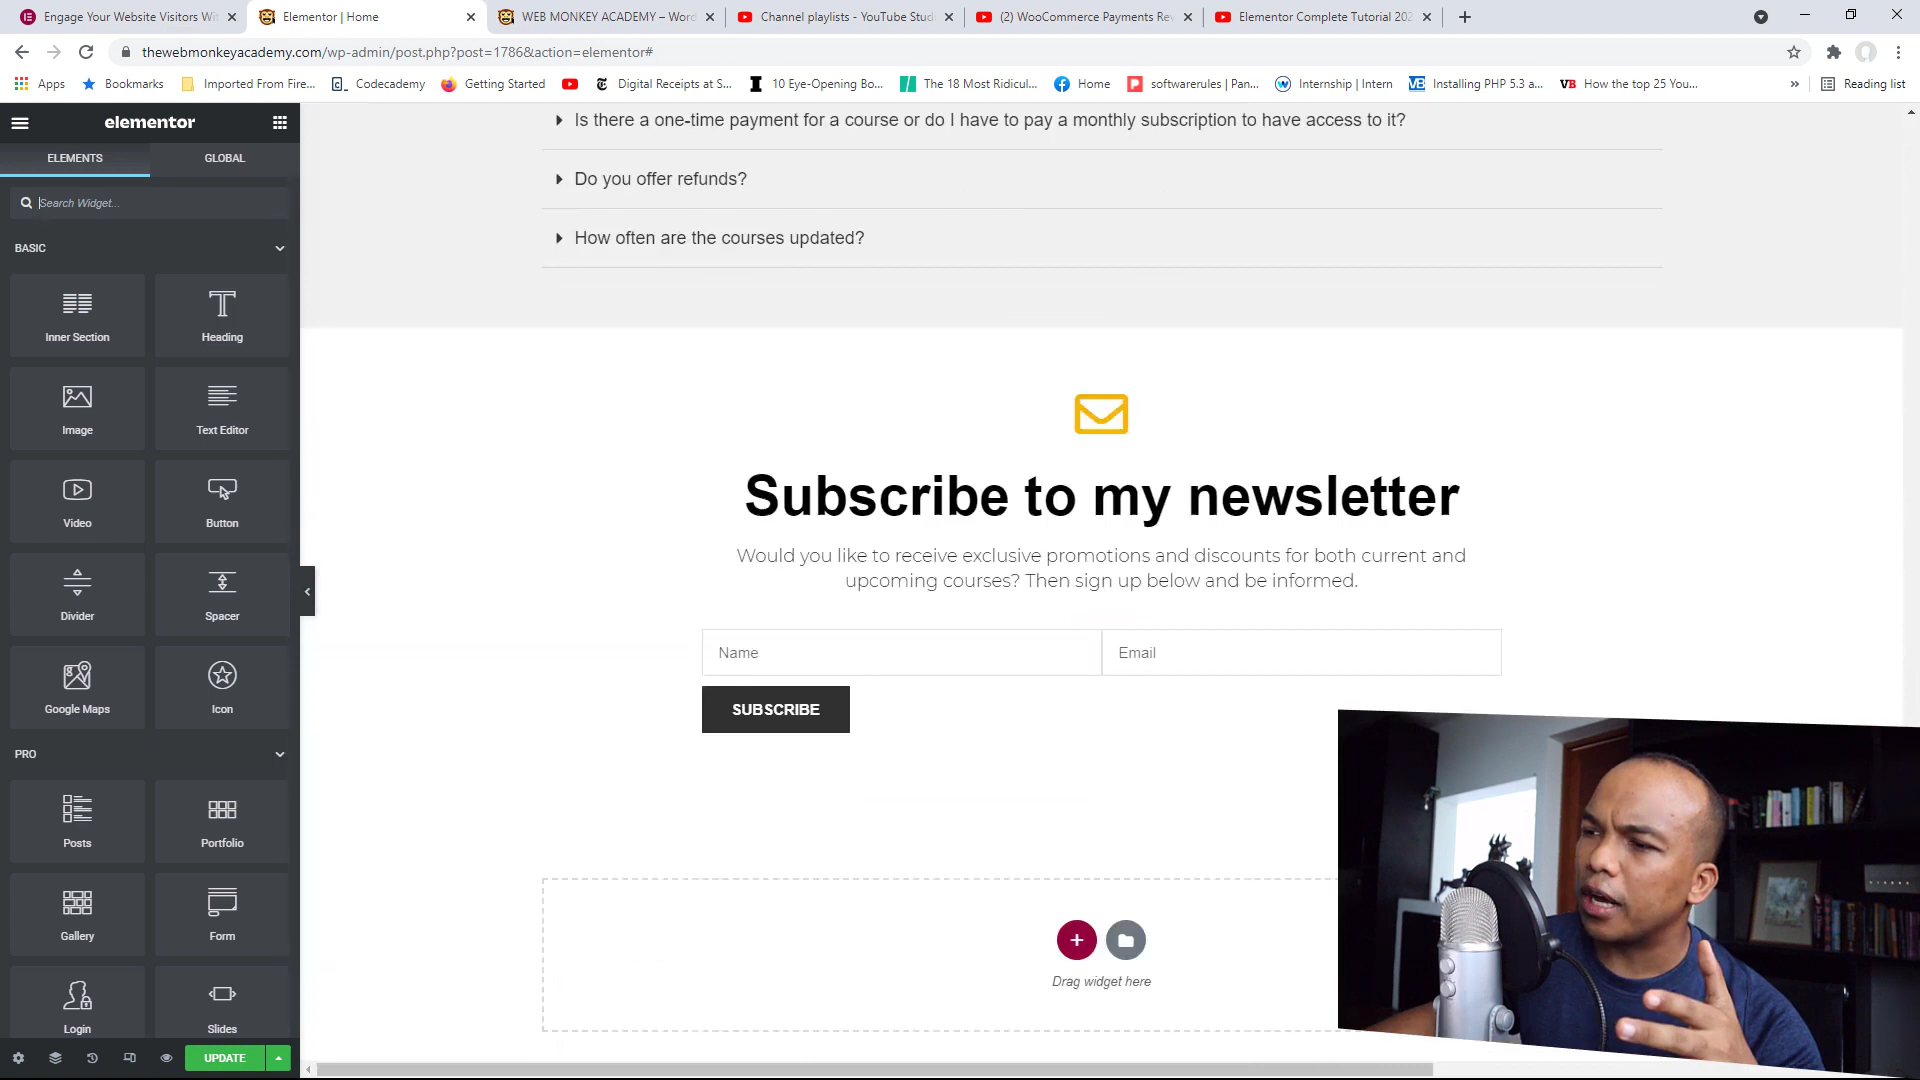 Engage Your Website Visitors Wit
Elementor | Home
WEB MONKEY ACADEMY – Word
Channel playlists - YouTube Stud
(2) WooCommerce Payments Rev
Elementor Complete Tutorial 202
thewebmonkeyacademy.com/wp-admin/post.php?post=1786&action=elementor#
Apps
Bookmarks
Imported From Fire...
Codecademy
Getting Started
Digital Receipts at S...
10 Eye-Opening Bo...
The 18 Most Ridicul...
Home
softwarerules | Pan...
Internship | Intern
Installing PHP 5.3 a...
How the top 25 You...
Reading list
elementor
ELEMENTS
GLOBAL
Search Widget...
BASIC
Inner Section
Heading
Image
Text Editor
Video
Button
Divider
Spacer
Google Maps
Icon
PRO
Posts
Portfolio
Gallery
Form
Login
Slides
UPDATE
Is there a one-time payment for a course or do I have to pay a monthly subscription to have access to it?
Do you offer refunds?
How often are the courses updated?
Subscribe to my newsletter
Would you like to receive exclusive promotions and discounts for both current and
upcoming courses? Then sign up below and be informed.
Name
Email
SUBSCRIBE
Drag widget here